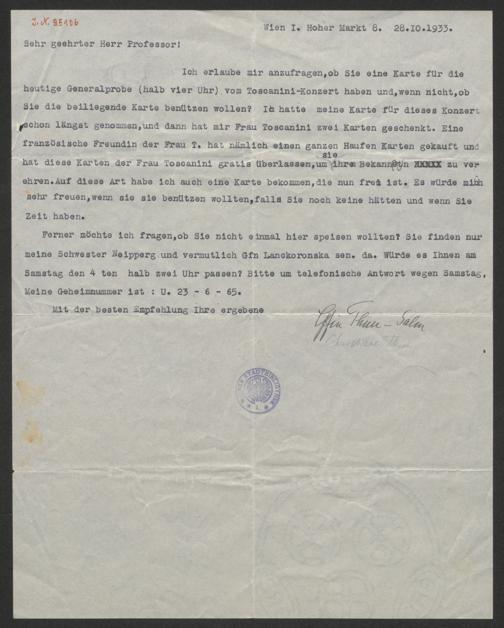 J.N. 95106
Wien I. Hoher Markt 8. 28.10.1933.
Sehr geehrter Herr Professor!
Ich erlaube mir anzufragen,ob Sie eine Karte für die
heutige Generalprobe (halb vier Uhr) vom Toscanini-Konzert haben und,wenn nicht,ob
Sie die beiliegende Karte benützen wollen? Ich hatte meine Karte für dieses Konzert
schon längst genommen,und dann hat mir Frau Toscanini zwei Karten geschenkt. Eine
französische Freundin der Frau T. hat nämlich einen ganzen Haufen Karten gekauft und
hat diese Karten der Frau Toscanini gratis überlassen,um sie ihren Bekannten XXXXX zu ver
ehren.Auf diese Art habe ich auch eine Karte bekommen,die nun frei ist. Es würde mich
sehr freuen,wenn sie sie benützen wollten,falls Sie noch keine hätten und wenn Sie
Zeit haben.
Ferner möchte ich fragen,ob Sie nicht einmal hier speisen wollten? Sie finden nur
meine Schwester Neipperg und vermutlich Gfn Lanckoronska sen. da. Würde es Ihnen am
Samstag den 4 ten halb zwei Uhr passen? Bitte um telefonische Antwort wegen Samstag,
Meine Geheimnummer ist : U. 23 - 6 - 65.
Mit der besten Empfehlung Ihre ergebene
Gfin Thun-Salm